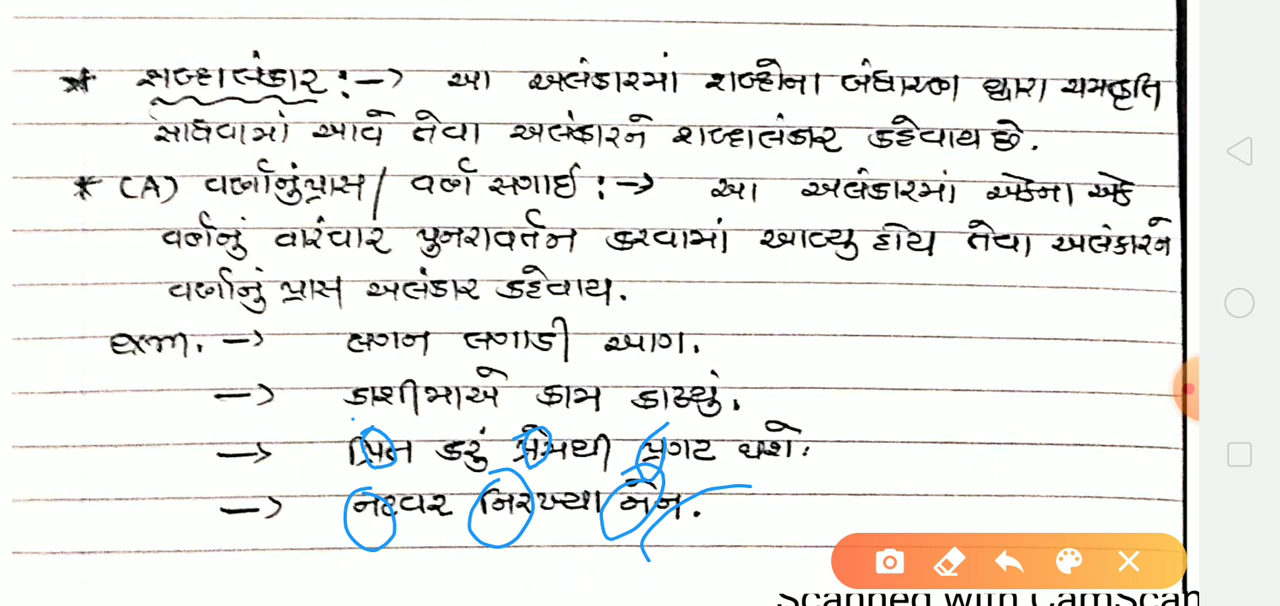 * શબ્દાલંકાર :→ આ અલંકારમાં શબ્દોના બંધારણ દ્વારા ચમત્કૃતિ
સાધવામાં આવે તેવા અલંકારને શબ્દાલંકાર કહેવાય છે.
* (A) વર્ણાનુંપ્રાસ / વર્ણ સગાઈ :→ આ અલંકારમાં એકના એક
વર્ણનું વારંવાર પુનરાવર્તન કરવામાં આવ્યુ હોય તેવા અલંકારને
વર્ણાનું પ્રાસ અલંકાર કહેવાય.
exm. → લગન લગાડી આગ.
→ કાશીમાએ કામ કાઢ્યું.
→ કરું પ્રેમથી પ્રગટ થશે.
→ નટવર નિરખ્યા નેન.
Scanned with CamScan